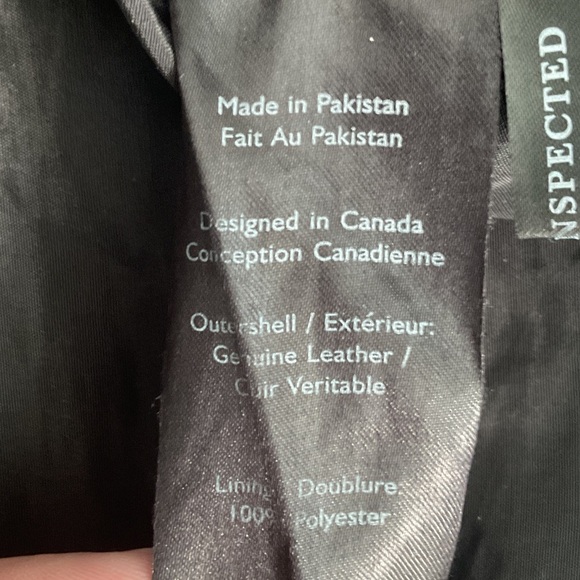 Made in Pakistan
Fait Au Pakistan
Designed in Canada
Conception Canadienne
Outershell / Extérieur:
Genuine Leather /
Cuir Veritable
Lining Doublure:
100% Polyester
NSPECTED